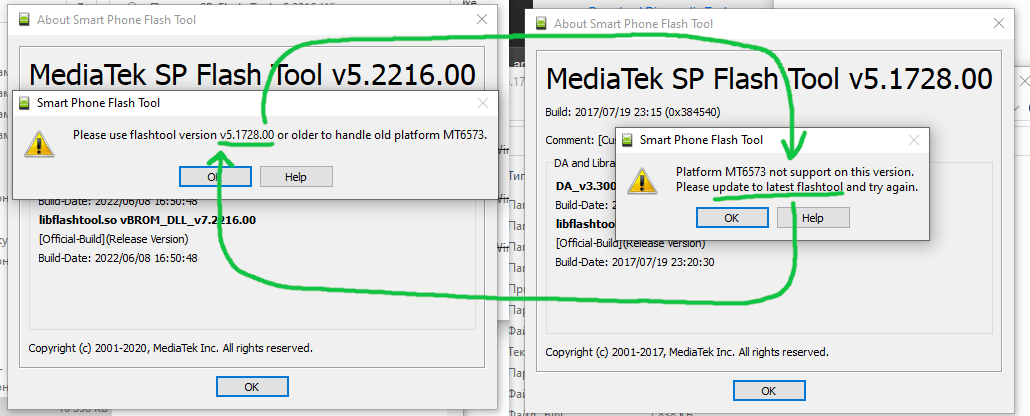 About Smart Phone Flash Tool
MediaTek SP Flash Tool v5.2216.00
Smart Phone Flash Tool
Please use flashtool version v5.1728.00 or older to handle old platform MT6573.
OK
Help
Build-Date: 2022/06/08 16:50:48
libflashtool.so vBROM_DLL_v7.2216.00
[Official-Build](Release Version)
Build-Date: 2022/06/08 16:50:48
Copyright (c) 2001-2020, MediaTek Inc. All rights reserved.
OK
About Smart Phone Flash Tool
MediaTek SP Flash Tool v5.1728.00
Build: 2017/07/19 23:15 (0x384540)
Comment: [Cus
DA and Libra
Smart Phone Flash Tool
Platform MT6573 not support on this version.
Please update to latest flashtool and try again.
OK
Help
DA_v3.300
Build-Date: 2
libflashtoo
[Official-Build](Release Version)
Build-Date: 2017/07/19 23:20:30
Copyright (c) 2001-2017, MediaTek Inc. All rights reserved.
OK